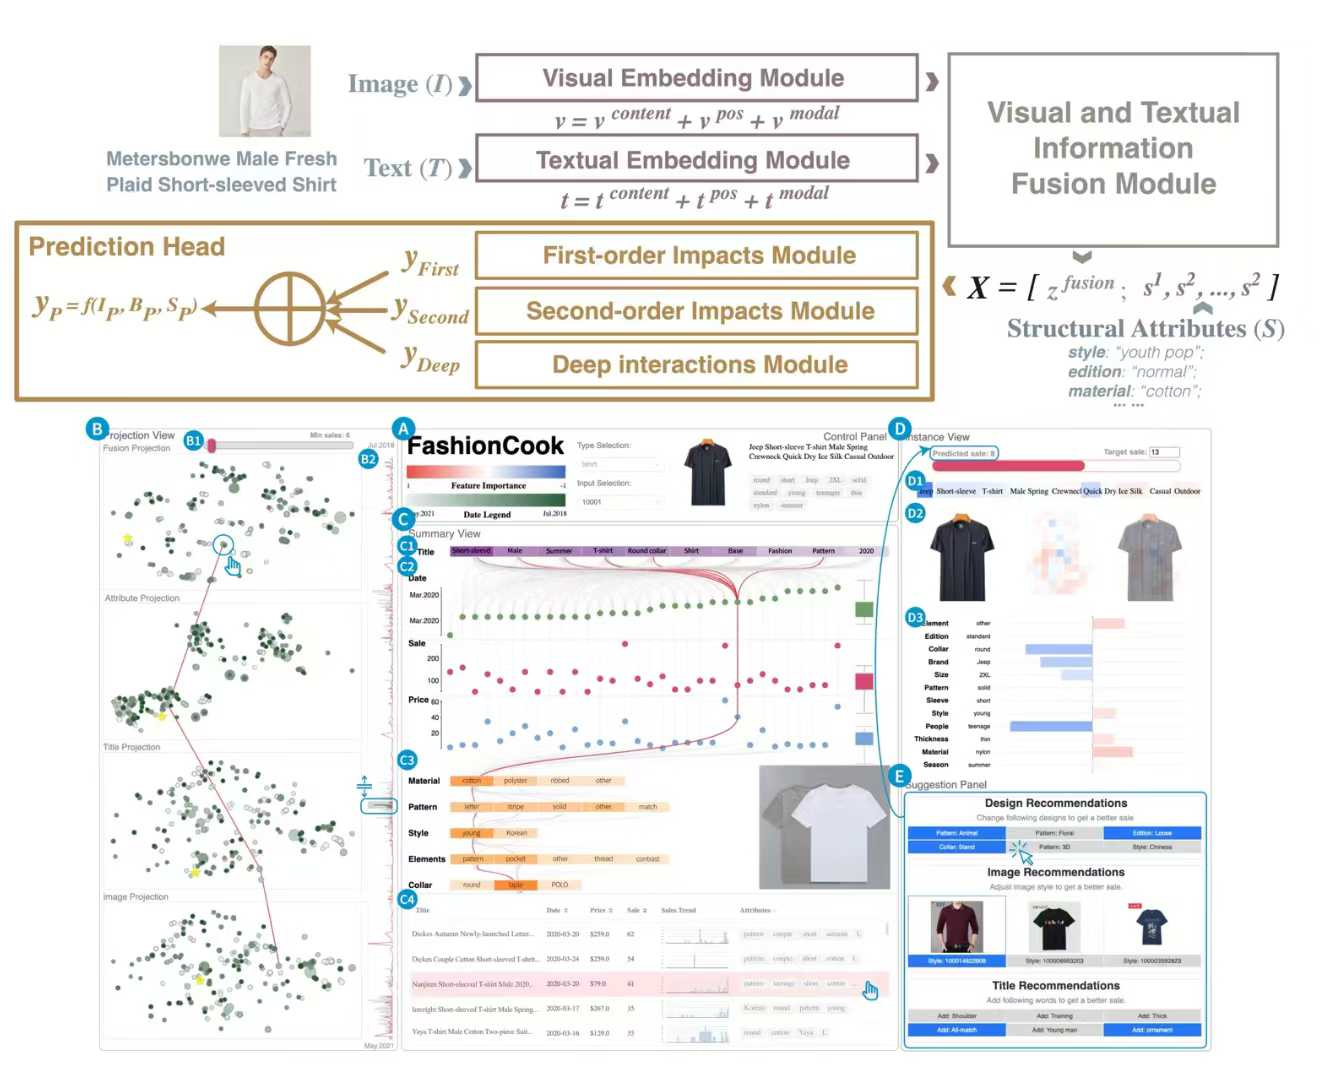 Image (I)
Visual Embedding Module
v = v content + v pos + v modal
Metersbonwe Male Fresh
Plaid Short-sleeved Shirt
Text (T)
Textual Embedding Module
t = t content + t pos + t modal
Visual and Textual
Information
Fusion Module
Prediction Head
y First
First-order Impacts Module
y P = f(I P, B P, S P)
y Second
Second-order Impacts Module
y Deep
Deep interactions Module
X = [ z fusion ; s1, s2, ..., s2 ]
Structural Attributes (S)
style: "youth pop";
edition: "normal";
material: "cotton";
... ...
B
Projection View
Fusion Projection
B1
Min sales: 6
Jul 2018
B2
Attribute Projection
Title Projection
Image Projection
May 2021
A
FashionCook
Feature Importance
1 -1
Date Legend
2021 Jul.2018
Type Selection:
Input Selection:
10001
Control Panel
Jeep Short-sleeve T-shirt Male Spring
Crewneck Quick Dry Ice Silk Casual Outdoor
round short Jeep 2XL solid
standard young teenager thin
nylon summer
C
Summary View
C1
Title
Short-sleeve Male Summer T-shirt Round collar Shirt Base Fashion Pattern 2020
C2
Date
Mar.2020
Mar.2020
Sale
200
100
Price
60
40
20
C3
Material cotton polyster ribbed other
Pattern letter stripe solid other match
Style young Korean
Elements pattern pocket other thread contrast
Collar round POLO
C4
Title Date Price Sale Sales Trend Attributes
Dickes Autumn Newly-launched Letter... 2020-03-20 $259.0 62 pattern couple short autumn L
Dickes Couple Cotton Short-sleeved T-shirt... 2020-03-24 $259.0 54 pattern couple short cotton L
Nanjiren Short-sleeved T-shirt Male 2020... 2020-03-20 $79.0 41 pattern teenage short cotton ...
Short-sleeved T-shirt Male Spring... 2020-03-17 $267.0 35 Korean round pattern young
Yaya T-shirt Male Cotton Two-piece Suit... 2020-03-16 $129.0 35 round cotton Yaya L
D
Instance View
Predicted sale: 8
Target sale: 13
D1
Jeep Short-sleeve T-shirt Male Spring Crewneck Quick Dry Ice Silk Casual Outdoor
D2
D3
Element other
Edition standard
Collar round
Brand Jeep
Size 2XL
Pattern solid
Sleeve short
Style young
People teenage
Thickness thin
Material nylon
Season summer
E
Suggestion Panel
Design Recommendations
Change following designs to get a better sale
Pattern: Animal Pattern: Floral Edition: Loose
Collar: Stand Pattern: 3D Style: Chinese
Image Recommendations
Adjust image style to get a better sale.
Style: 100014822808 Style: 100006993203 Style: 100003592823
Title Recommendations
Add following words to get a better sale.
Add: Shoulder Add: Training Add: Thick
Add: All-match Add: Young man Add: ornament